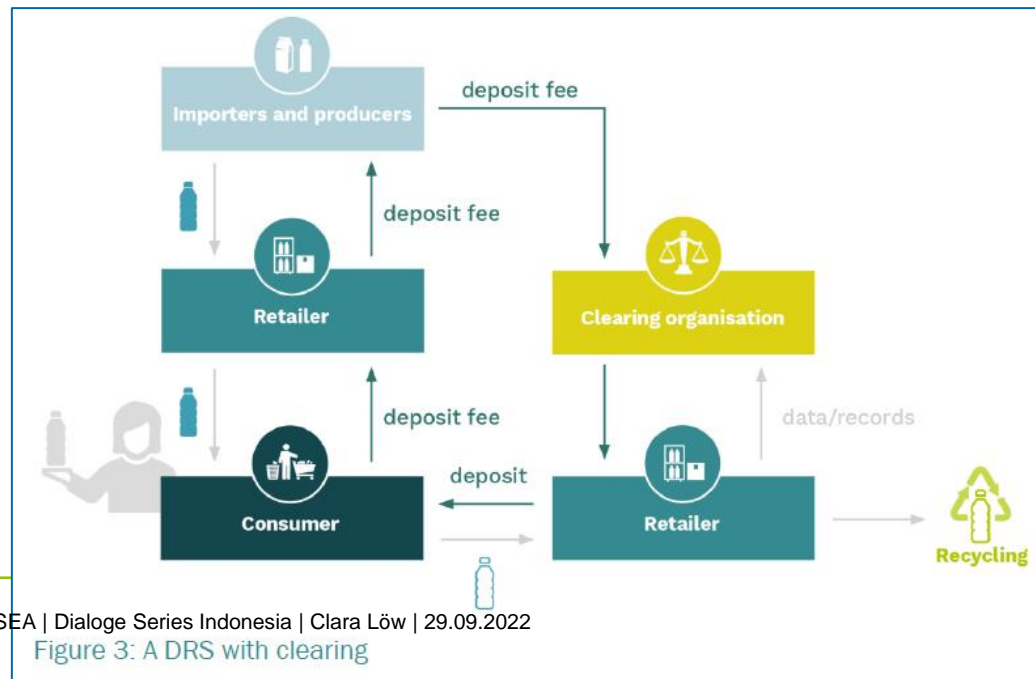 deposit fee
Importers and producers
deposit fee
Retailer
Clearing organisation
deposit fee
data/records
deposit
Consumer
Retailer
Recycling
SEA | Dialoge Series Indonesia | Clara Löw | 29.09.2022
Figure 3: A DRS with clearing